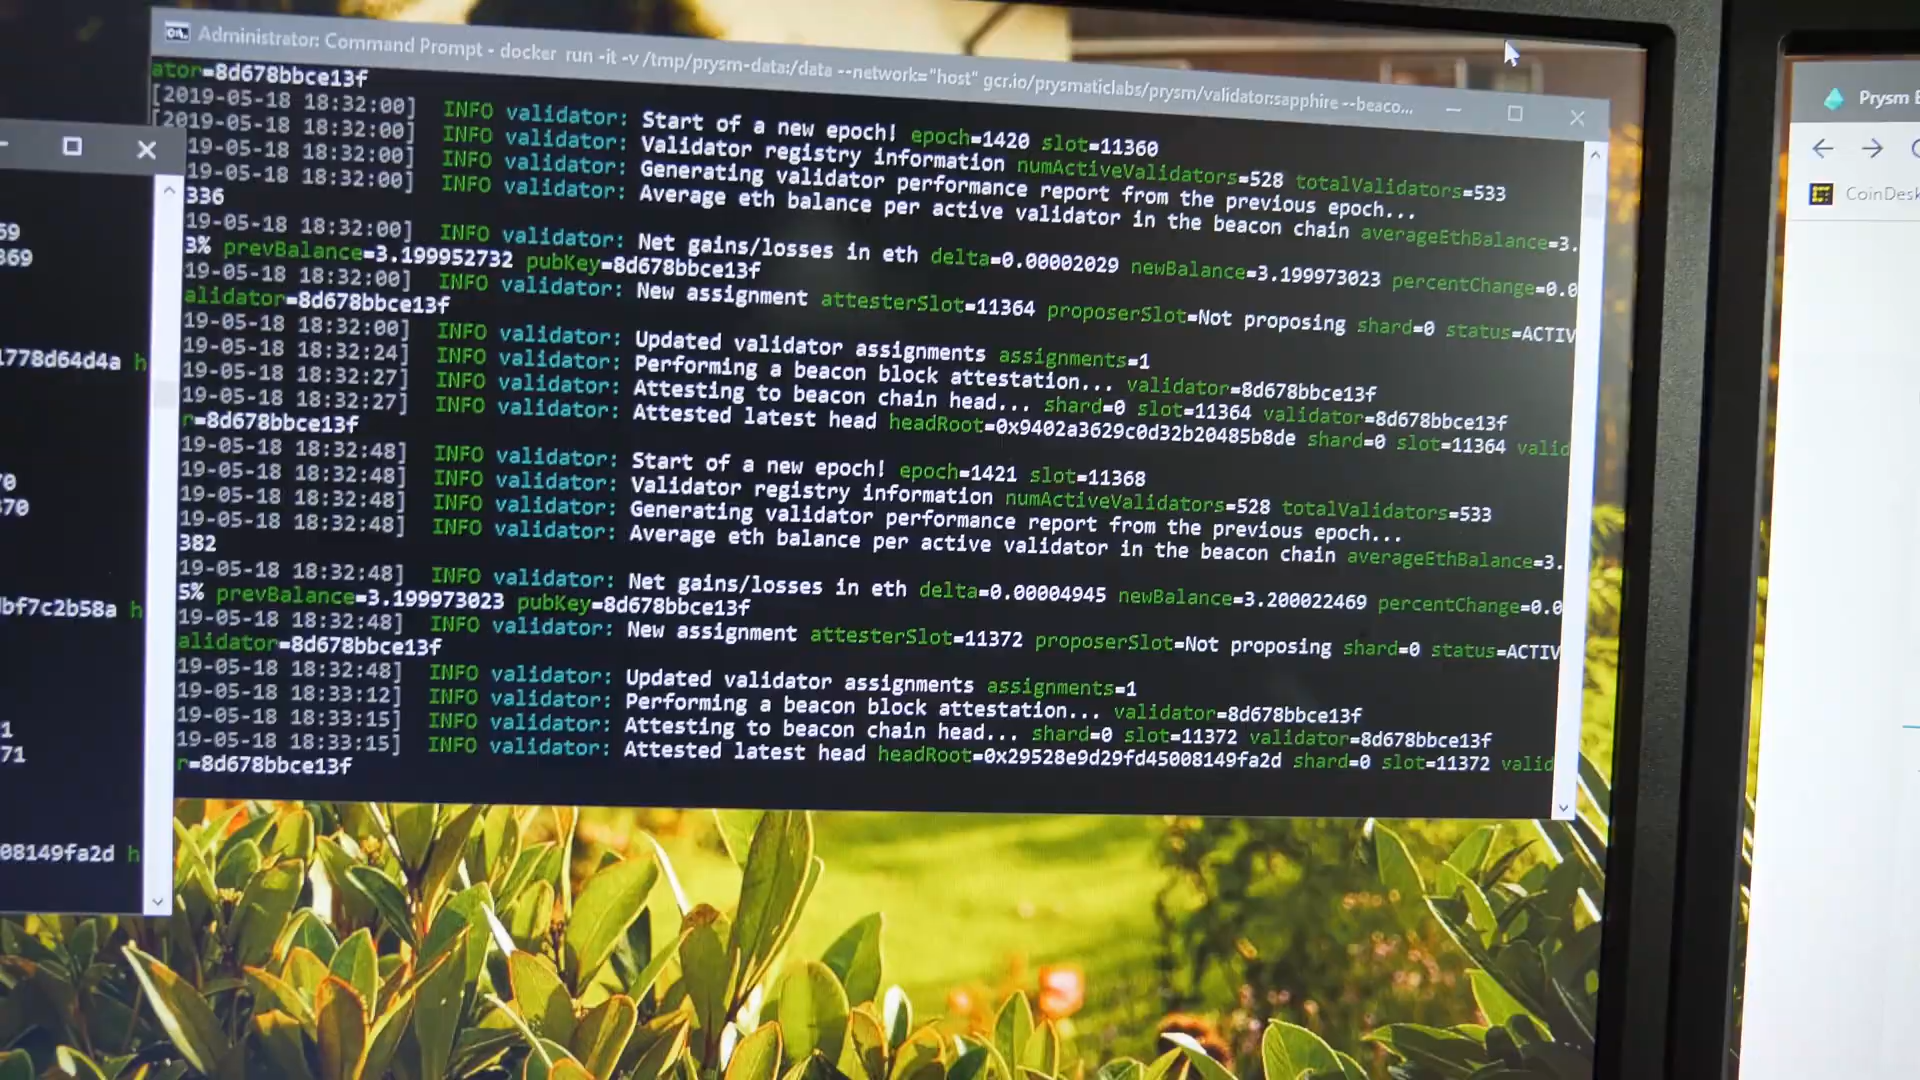 Administrator: Command Prompt - docker run -it -v /tmp/prysm-data:/data --network="host" gcr.io/prysmaticlabs/prysm/validator:sapphire --beaco...
ator=8d678bbce13f
[2019-05-18 18:32:00] INFO validator: Start of a new epoch! epoch=1420 slot=11360
[2019-05-18 18:32:00] INFO validator: Validator registry information numActiveValidators=528 totalValidators=533
19-05-18 18:32:00] INFO validator: Generating validator performance report from the previous epoch...
19-05-18 18:32:00] INFO validator: Average eth balance per active validator in the beacon chain averageEthBalance=3.
336
19-05-18 18:32:00] INFO validator: Net gains/losses in eth delta=0.00002029 newBalance=3.199973023 percentChange=0.0
3% prevBalance=3.199952732 pubKey=8d678bbce13f
19-05-18 18:32:00] INFO validator: New assignment attesterSlot=11364 proposerSlot=Not proposing shard=0 status=ACTIV
alidator=8d678bbce13f
19-05-18 18:32:00] INFO validator: Updated validator assignments assignments=1
19-05-18 18:32:24] INFO validator: Performing a beacon block attestation... validator=8d678bbce13f
19-05-18 18:32:27] INFO validator: Attesting to beacon chain head... shard=0 slot=11364 validator=8d678bbce13f
19-05-18 18:32:27] INFO validator: Attested latest head headRoot=0x9402a3629c0d32b20485b8de shard=0 slot=11364 valid
r=8d678bbce13f
19-05-18 18:32:48] INFO validator: Start of a new epoch! epoch=1421 slot=11368
19-05-18 18:32:48] INFO validator: Validator registry information numActiveValidators=528 totalValidators=533
19-05-18 18:32:48] INFO validator: Generating validator performance report from the previous epoch...
19-05-18 18:32:48] INFO validator: Average eth balance per active validator in the beacon chain averageEthBalance=3.
382
19-05-18 18:32:48] INFO validator: Net gains/losses in eth delta=0.00004945 newBalance=3.200022469 percentChange=0.0
5% prevBalance=3.199973023 pubKey=8d678bbce13f
19-05-18 18:32:48] INFO validator: New assignment attesterSlot=11372 proposerSlot=Not proposing shard=0 status=ACTIV
alidator=8d678bbce13f
19-05-18 18:32:48] INFO validator: Updated validator assignments assignments=1
19-05-18 18:33:12] INFO validator: Performing a beacon block attestation... validator=8d678bbce13f
19-05-18 18:33:15] INFO validator: Attesting to beacon chain head... shard=0 slot=11372 validator=8d678bbce13f
19-05-18 18:33:15] INFO validator: Attested latest head headRoot=0x29528e9d29fd45008149fa2d shard=0 slot=11372 valid
r=8d678bbce13f
69
369
1778d64d4a h
70
370
bf7c2b58a h
1
71
08149fa2d h
Prysm
CoinDesk